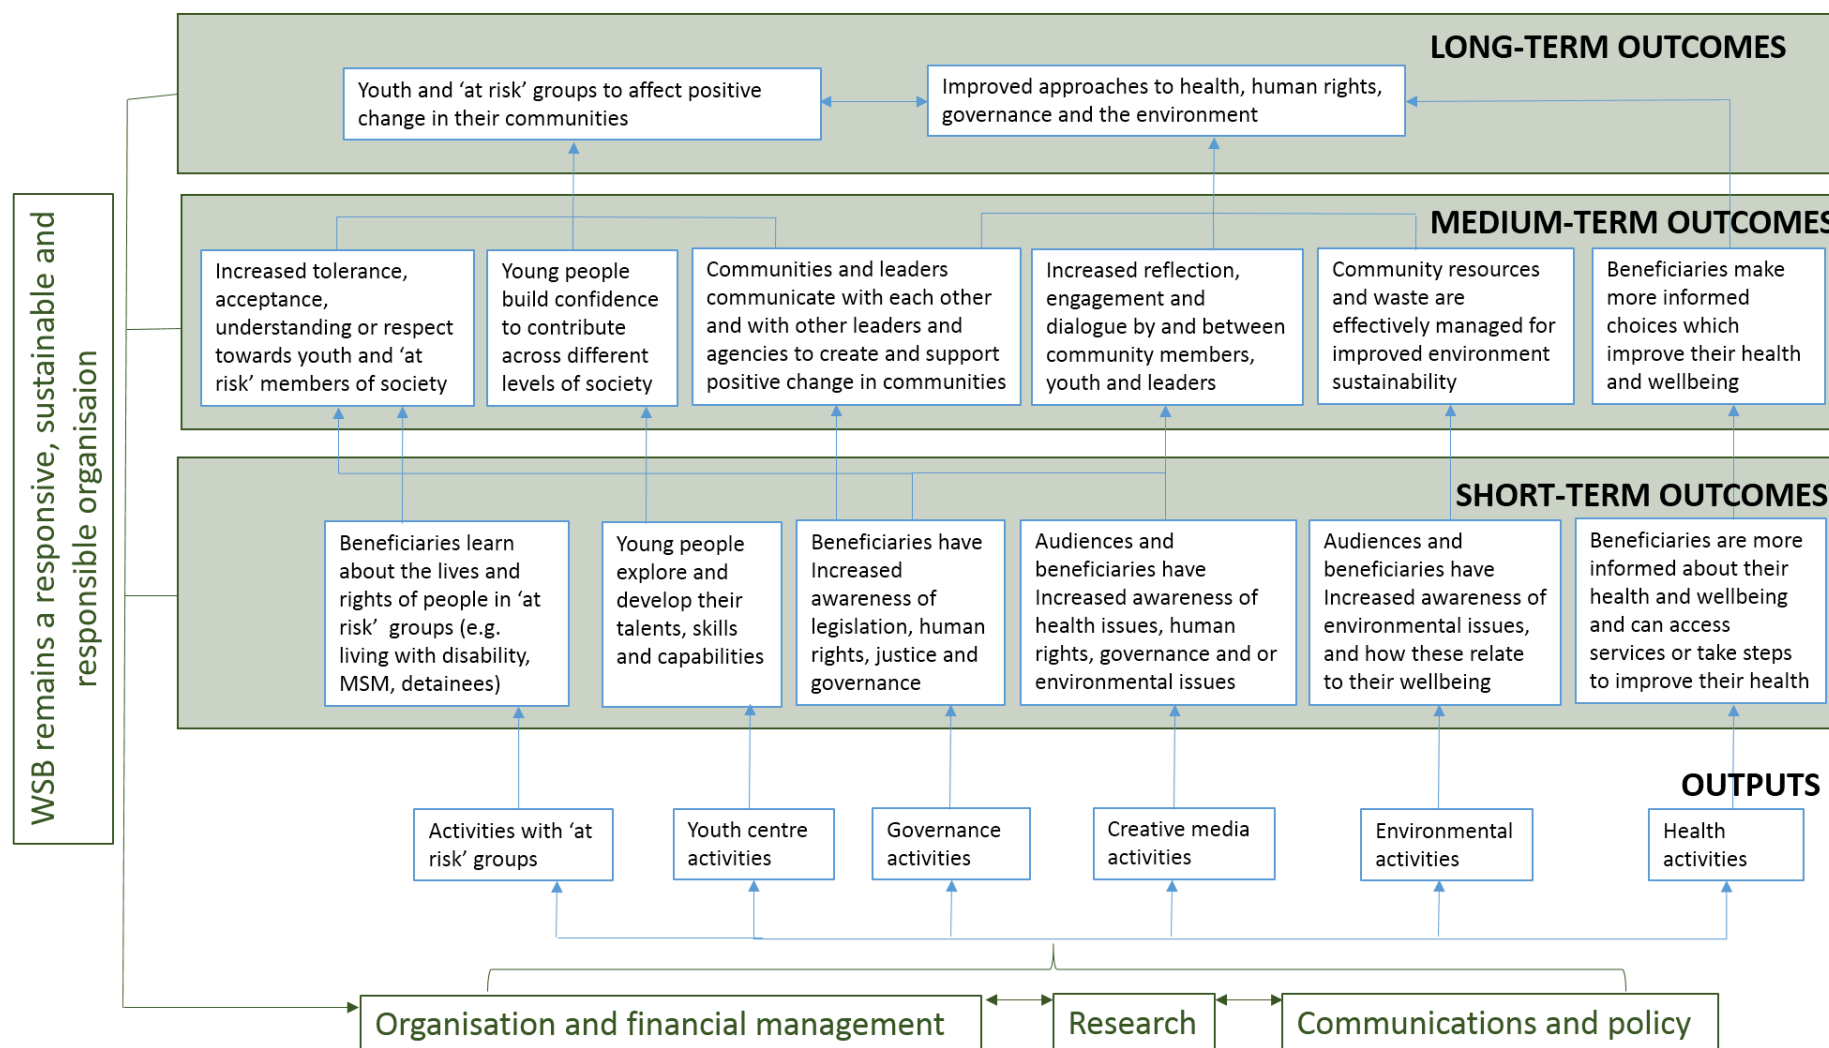 LONG-TERM OUTCOMES
Youth and ‘at risk’ groups to affect positive
change in their communities
Improved approaches to health, human rights,
governance and the environment
MEDIUM-TERM OUTCOMES
Increased tolerance,
acceptance,
understanding or respect
towards youth and ‘at
risk’ members of society
Young people
build confidence
to contribute
across different
levels of society
Communities and leaders
communicate with each other
and with other leaders and
agencies to create and support
positive change in communities
Increased reflection,
engagement and
dialogue by and between
community members,
youth and leaders
Community resources
and waste are
effectively managed for
improved environment
sustainability
Beneficiaries make
more informed
choices which
improve their health
and wellbeing
WSB remains a responsive, sustainable and
responsible organisaion
SHORT-TERM OUTCOMES
Beneficiaries learn
about the lives and
rights of people in ‘at
risk’ groups (e.g.
living with disability,
MSM, detainees)
Young people
explore and
develop their
talents, skills
and capabilities
Beneficiaries have
Increased
awareness of
legislation, human
rights, justice and
governance
Audiences and
beneficiaries have
Increased awareness of
health issues, human
rights, governance and or
environmental issues
Audiences and
beneficiaries have
Increased awareness of
environmental issues,
and how these relate
to their wellbeing
Beneficiaries are more
informed about their
health and wellbeing
and can access
services or take steps
to improve their health
OUTPUTS
Activities with ‘at
risk’ groups
Youth centre
activities
Governance
activities
Creative media
activities
Environmental
activities
Health
activities
Organisation and financial management
Research
Communications and policy